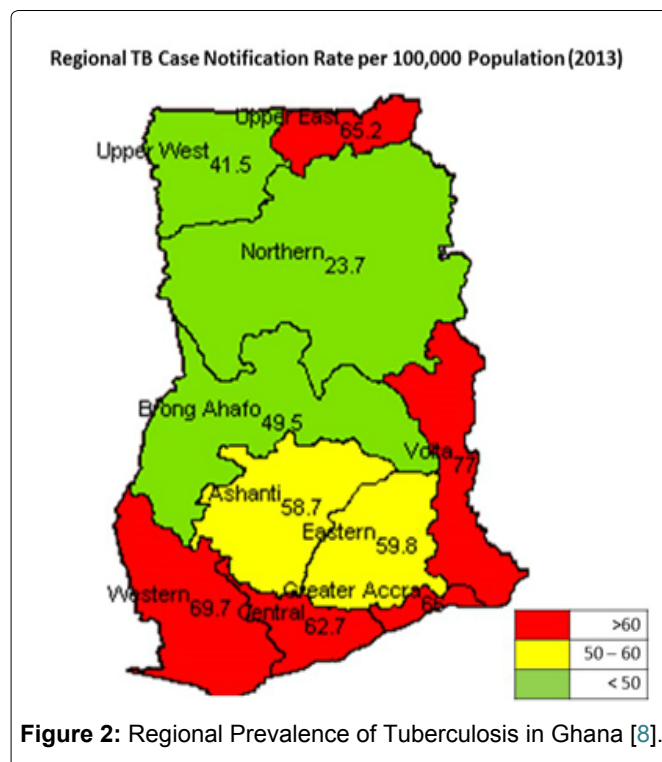 Regional TB Case Notification Rate per 100,000 Population (2013)
Upper East
65.2
Upper West
41.5
Northern
23.7
Brong Ahafo
49.5
Volta
77
Ashanti
58.7
Eastern
59.8
Greater Accra
Western
69.7
Central
62.7
>60
50 – 60
< 50
Figure 2: Regional Prevalence of Tuberculosis in Ghana [8].